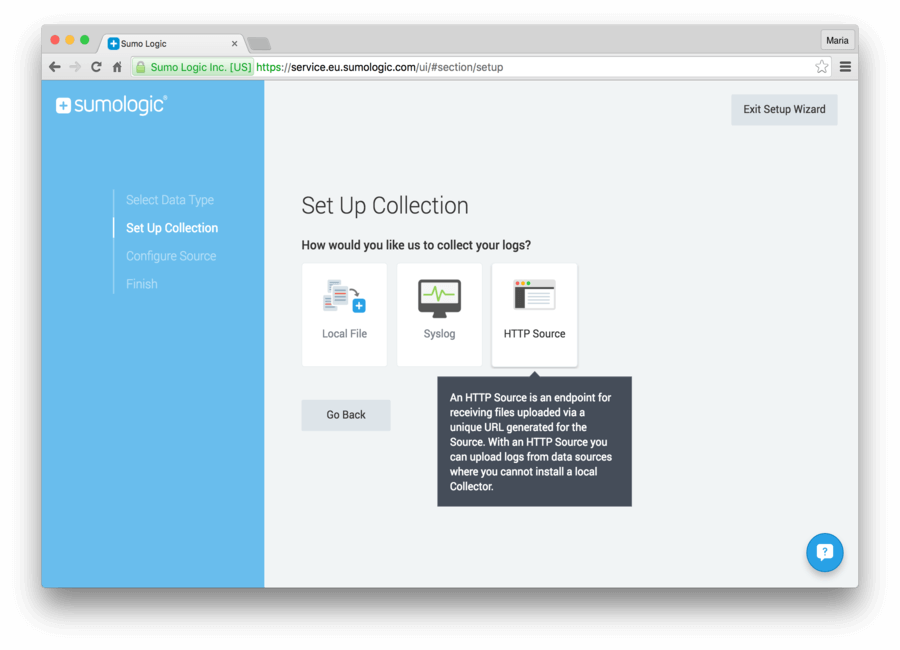 Sumo Logic
Maria
Sumo Logic Inc. [US] https://service.eu.sumologic.com/ui/#section/setup
sumologic®
Exit Setup Wizard
Select Data Type
Set Up Collection
Configure Source
Finish
Set Up Collection
How would you like us to collect your logs?
Local File
Syslog
HTTP Source
An HTTP Source is an endpoint for
receiving files uploaded via a
unique URL generated for the
Source. With an HTTP Source you
can upload logs from data sources
where you cannot install a local
Collector.
Go Back